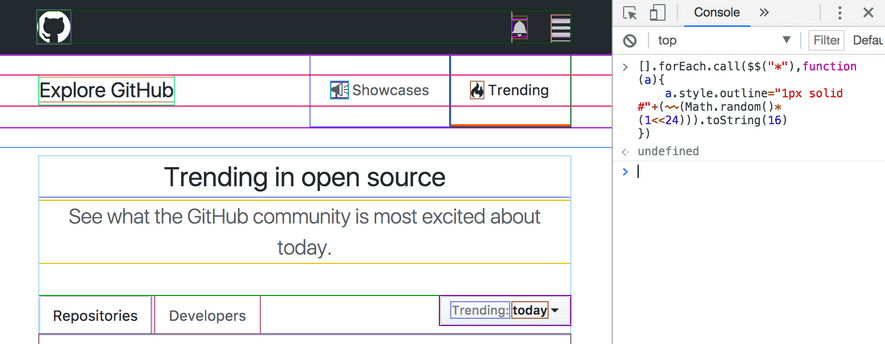 Console
top
Filter
Defau
[].forEach.call($$("*"),function
(a){
a.style.outline="1px solid
#"+(~~(Math.random()*
(1<<24))).toString(16)
})
undefined
Explore GitHub
Showcases
Trending
Trending in open source
See what the GitHub community is most excited about
today.
Repositories
Developers
Trending: today